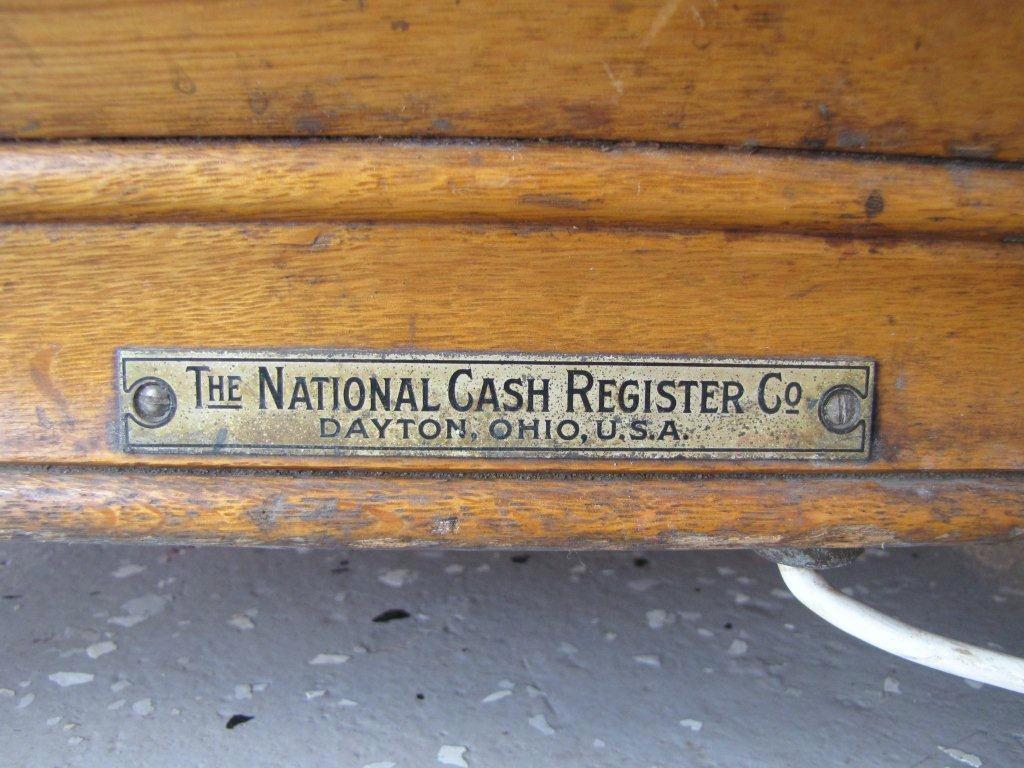 The National Cash Register Co
DAYTON, OHIO, U.S.A.